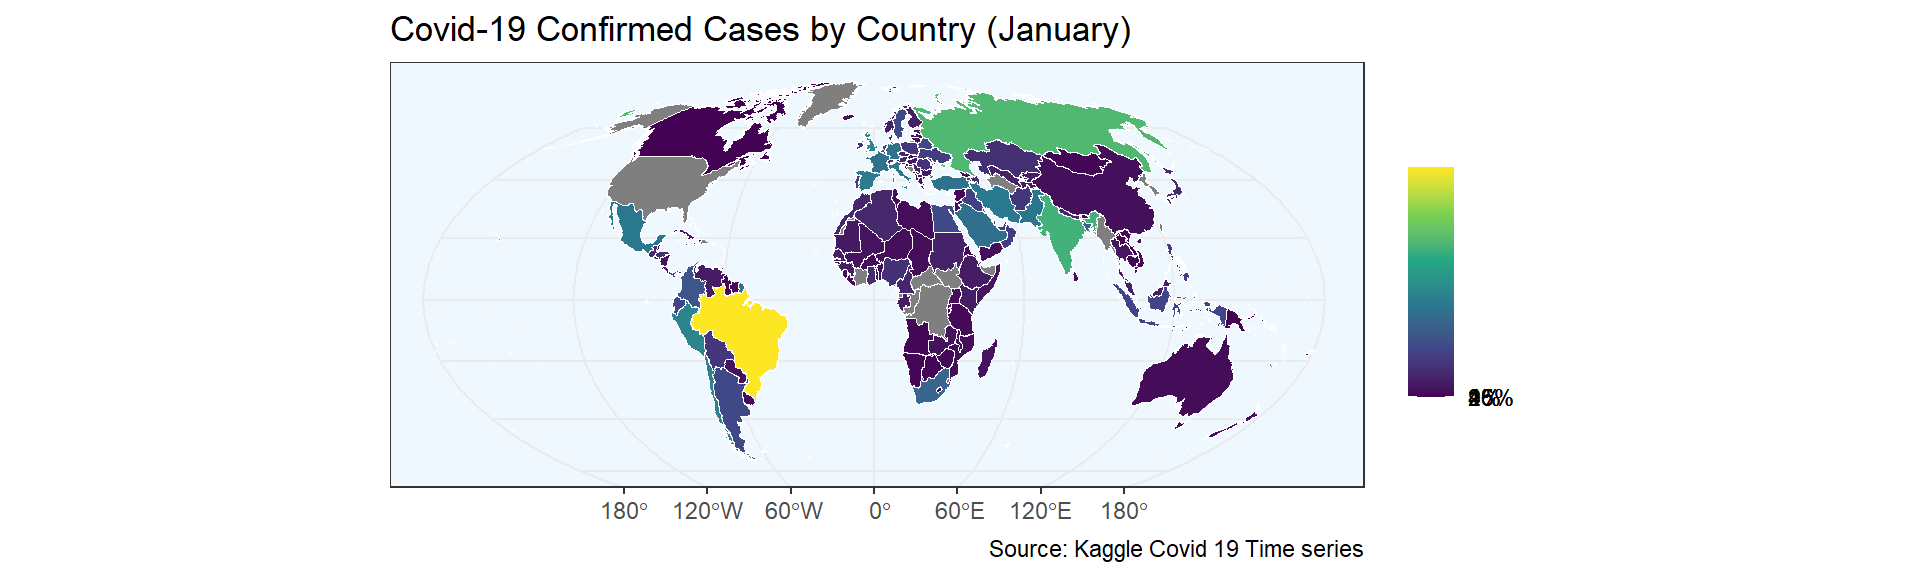 Covid-19 Confirmed Cases by Country (January)
180° 120°W 60°W 0° 60°E 120°E 180°
Source: Kaggle Covid 19 Time series